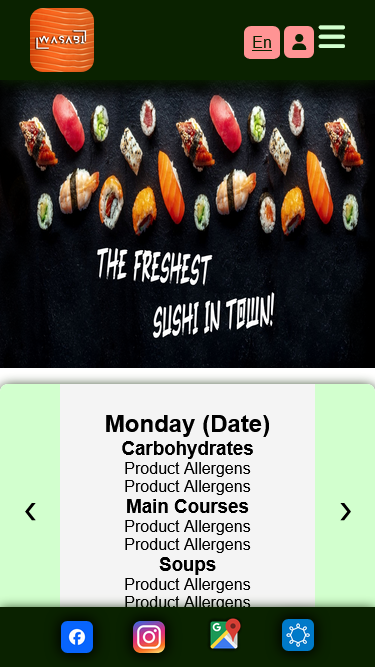 WASABI
En
THE FRESHEST
SUSHI IN TOWN!
Monday (Date)
Carbohydrates
Product Allergens
Product Allergens
Main Courses
Product Allergens
Product Allergens
Soups
Product Allergens
Product Allergens